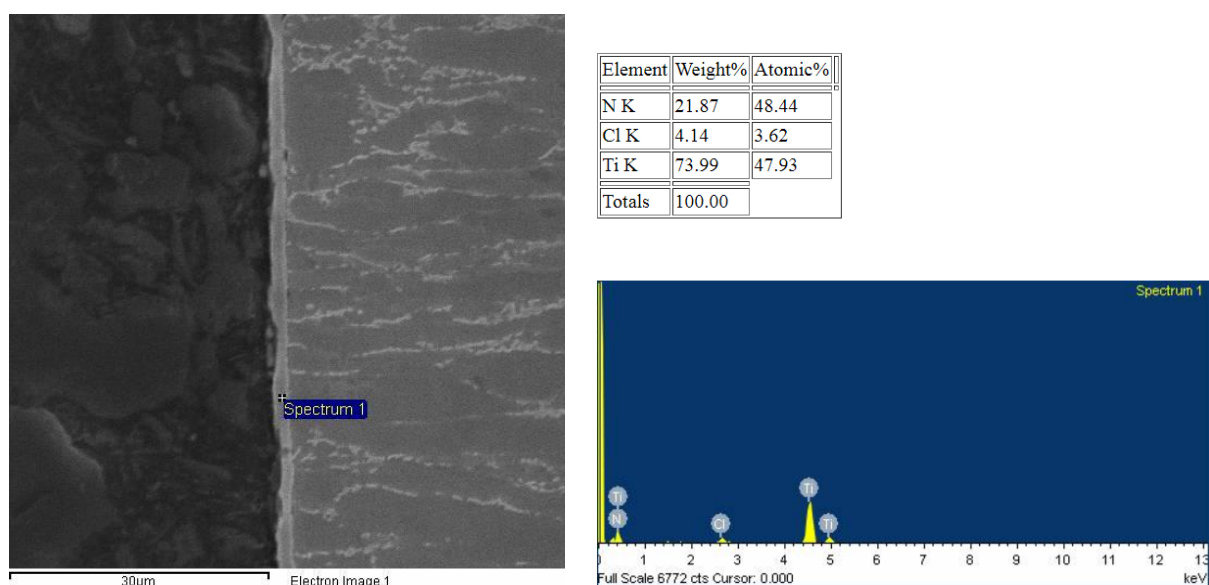 Spectrum 1
30um Electron Image 1
Element Weight% Atomic%
N K 21.87 48.44
Cl K 4.14 3.62
Ti K 73.99 47.93
Totals 100.00
Spectrum 1
Ti
N
Cl
Ti
Ti
0 1 2 3 4 5 6 7 8 9 10 11 12 13
Full Scale 6772 cts Cursor: 0.000 keV